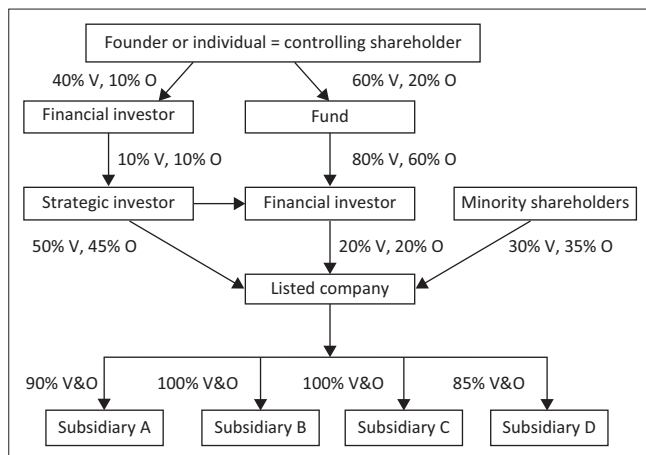 Founder or individual = controlling shareholder
40% V, 10% O
60% V, 20% O
Financial investor
Fund
10% V, 10% O
80% V, 60% O
Strategic investor
Financial investor
Minority shareholders
50% V, 45% O
20% V, 20% O
30% V, 35% O
Listed company
90% V&O
100% V&O
100% V&O
85% V&O
Subsidiary A
Subsidiary B
Subsidiary C
Subsidiary D